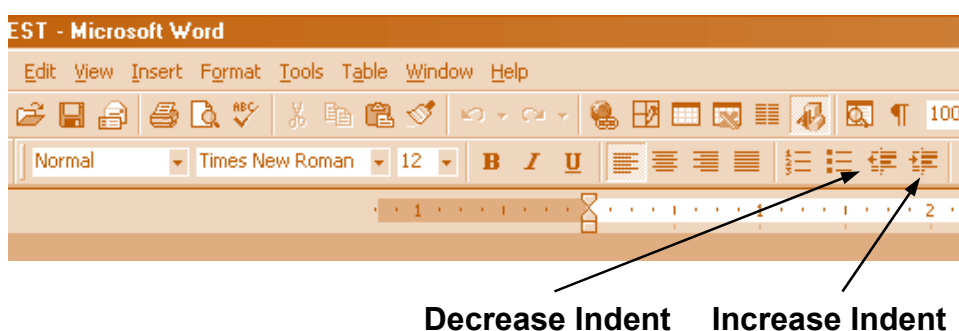 EST - Microsoft Word
Edit View Insert Format Tools Table Window Help
ABC ¶ 100
Normal Times New Roman 12 B I U
1 1 2
Decrease Indent Increase Indent